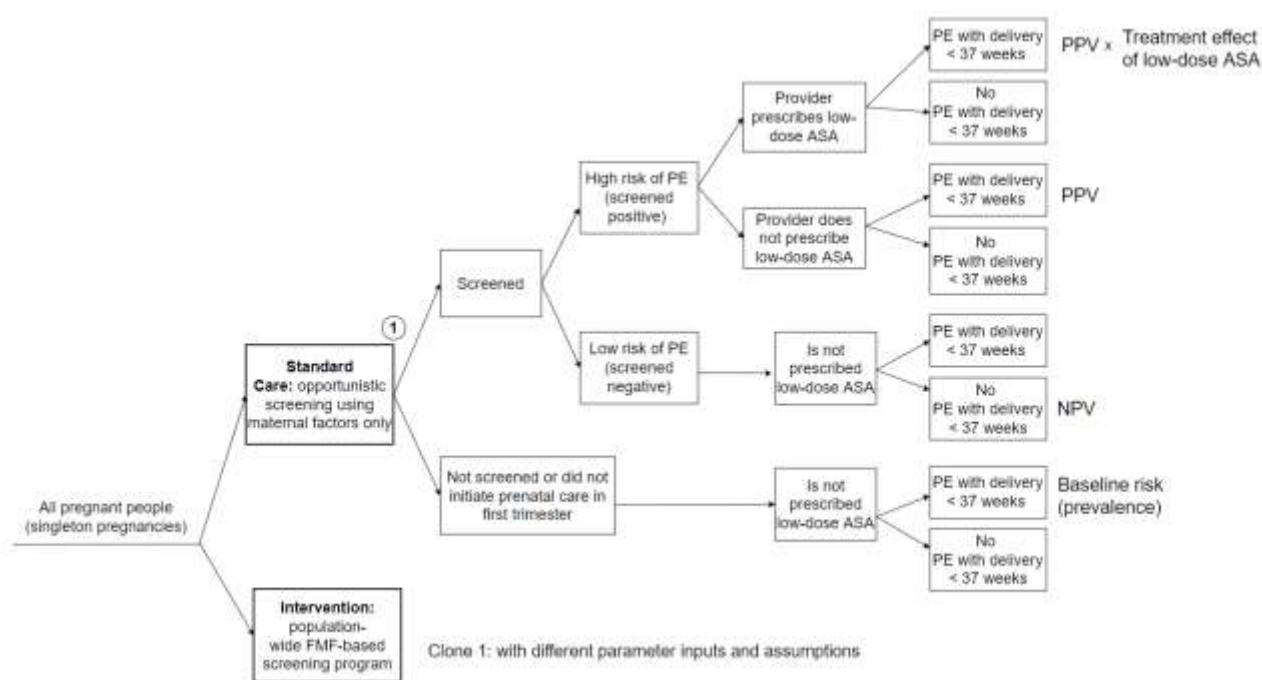 PE with delivery
< 37 weeks
PPV x Treatment effect
of low-dose ASA
No
PE with delivery
< 37 weeks
Provider
prescribes low-
dose ASA
High risk of PE
(screened
positive)
PE with delivery
< 37 weeks
PPV
Provider does
not prescribe
low-dose ASA
No
PE with delivery
< 37 weeks
Screened
1
Standard
Care: opportunistic
screening using
maternal factors only
Low risk of PE
(screened
negative)
Is not
prescribed
low-dose ASA
PE with delivery
< 37 weeks
No
PE with delivery
< 37 weeks
NPV
Not screened or did not
initiate prenatal care in
first trimester
Is not
prescribed
low-dose ASA
PE with delivery
< 37 weeks
Baseline risk
(prevalence)
No
PE with delivery
< 37 weeks
All pregnant people
(singleton pregnancies)
Intervention:
population-
wide FMF-based
screening program
Clone 1: with different parameter inputs and assumptions